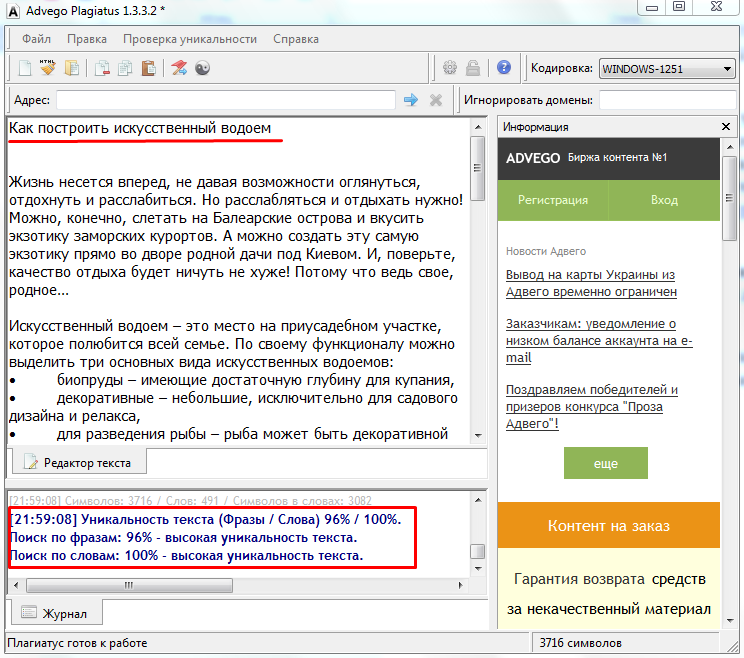 Advego Plagiatus 1.3.3.2 *
Файл Правка Проверка уникальности Справка
HTML
Кодировка: WINDOWS-1251
Адрес:
Игнорировать домены:
Как построить искусственный водоем
Жизнь несется вперед, не давая возможности оглянуться,
отдохнуть и расслабиться. Но расслабляться и отдыхать нужно!
Можно, конечно, слетать на Балеарские острова и вкусить
экзотику заморских курортов. А можно создать эту самую
экзотику прямо во дворе родной дачи под Киевом. И, поверьте,
качество отдыха будет ничуть не хуже! Потому что ведь свое,
родное...
Искусственный водоем – это место на приусадебном участке,
которое полюбится всей семье. По своему функционалу можно
выделить три основных вида искусственных водоемов:
• биопруды – имеющие достаточную глубину для купания,
• декоративные – небольшие, исключительно для садового
дизайна и релакса,
• для разведения рыбы – рыба может быть декоративной
Редактор текста
[21:59:08] Символов: 3716 / Слов: 491 / Символов в словах: 3082
[21:59:08] Уникальность текста (Фразы / Слова) 96% / 100%.
Поиск по фразам: 96% - высокая уникальность текста.
Поиск по словам: 100% - высокая уникальность текста.
Журнал
Информация
ADVEGO Биржа контента №1
Регистрация Вход
Новости Адвего
Вывод на карты Украины из
Адвего временно ограничен
Заказчикам: уведомление о
низком балансе аккаунта на e-
mail
Поздравляем победителей и
призеров конкурса "Проза
Адвего"!
еще
Контент на заказ
Гарантия возврата средств
за некачественный материал
Плагиатус готов к работе
3716 символов